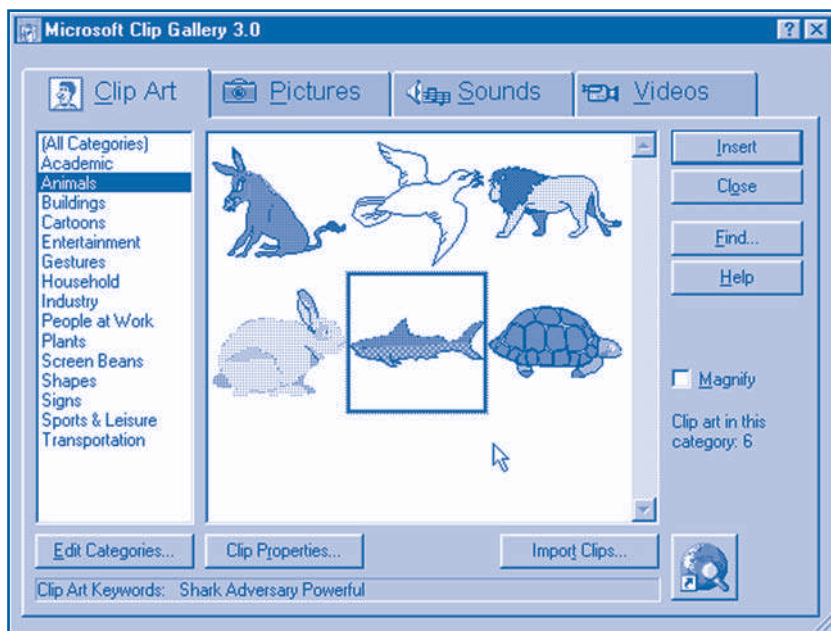 Microsoft Clip Gallery 3.0
Clip Art
Pictures
Sounds
Videos
(All Categories)
Academic
Animals
Buildings
Cartoons
Entertainment
Gestures
Household
Industry
People at Work
Plants
Screen Beans
Shapes
Signs
Sports & Leisure
Transportation
Insert
Close
Find...
Help
Magnify
Clip art in this
category: 6
Edit Categories...
Clip Properties...
Import Clips...
Clip Art Keywords: Shark Adversary Powerful